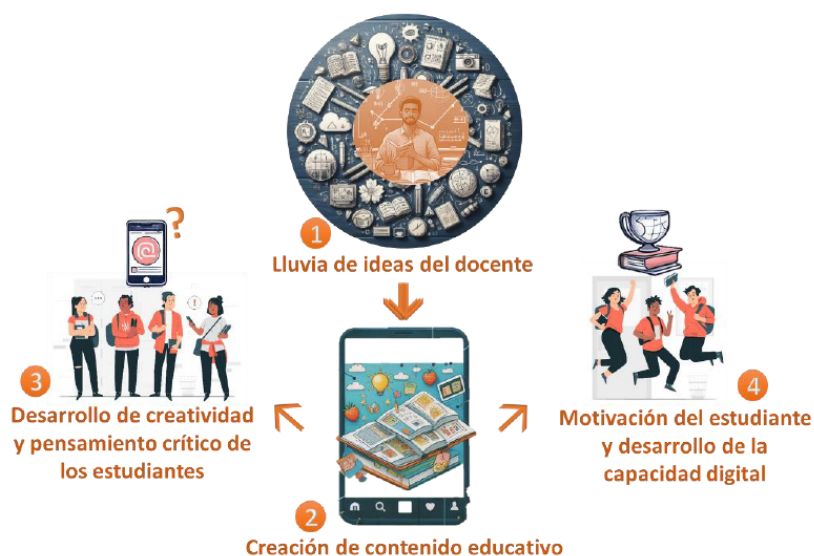 1
Lluvia de ideas del docente
?
3
Desarrollo de creatividad
y pensamiento crítico de
los estudiantes
4
Motivación del estudiante
y desarrollo de la
capacidad digital
2
Creación de contenido educativo